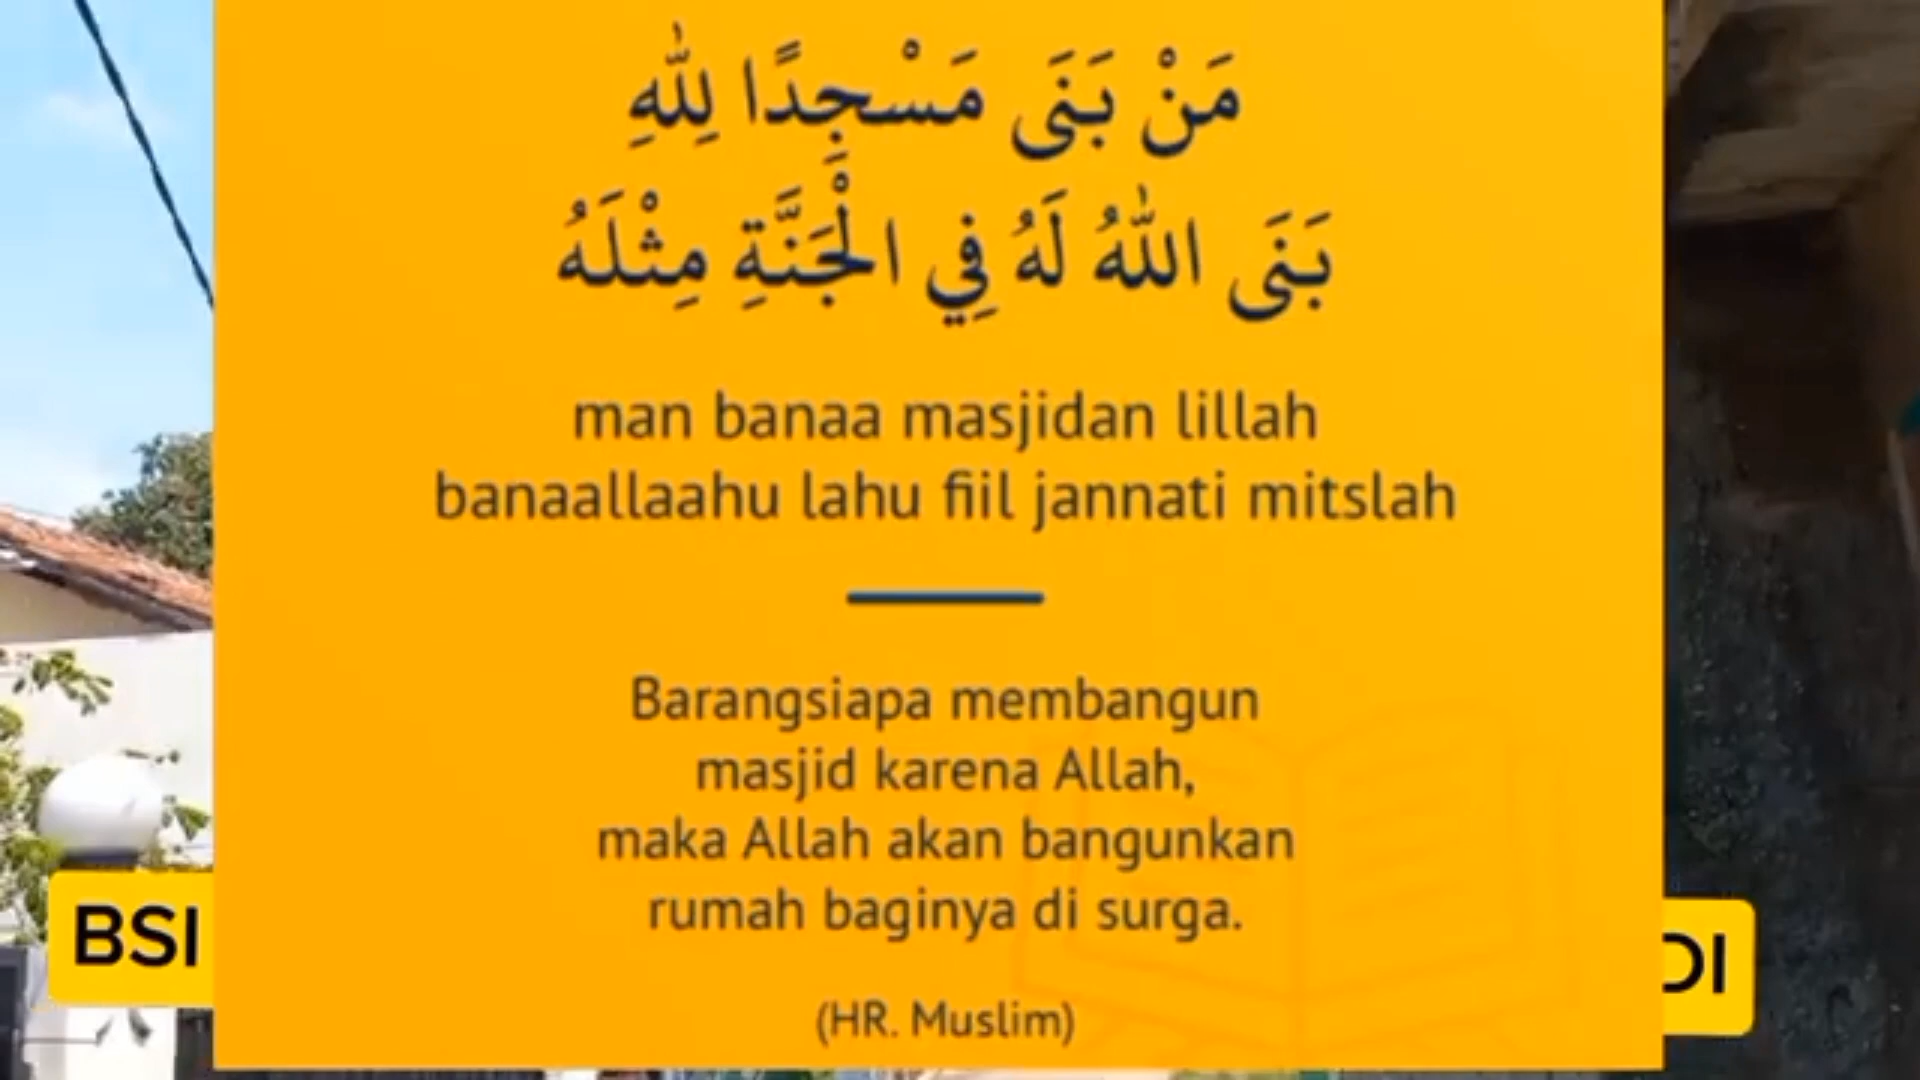 مَنْ بَنَى مَسْجِدًا لِلّٰهِ
بَنَى اللّٰهُ لَهُ فِي الْجَنَّةِ مِثْلَهُ
man banaa masjidan lillah
banaallaahu lahu fiil jannati mitslah
Barangsiapa membangun
masjid karena Allah,
maka Allah akan bangunkan
rumah baginya di surga.
BSI
DI
(HR. Muslim)